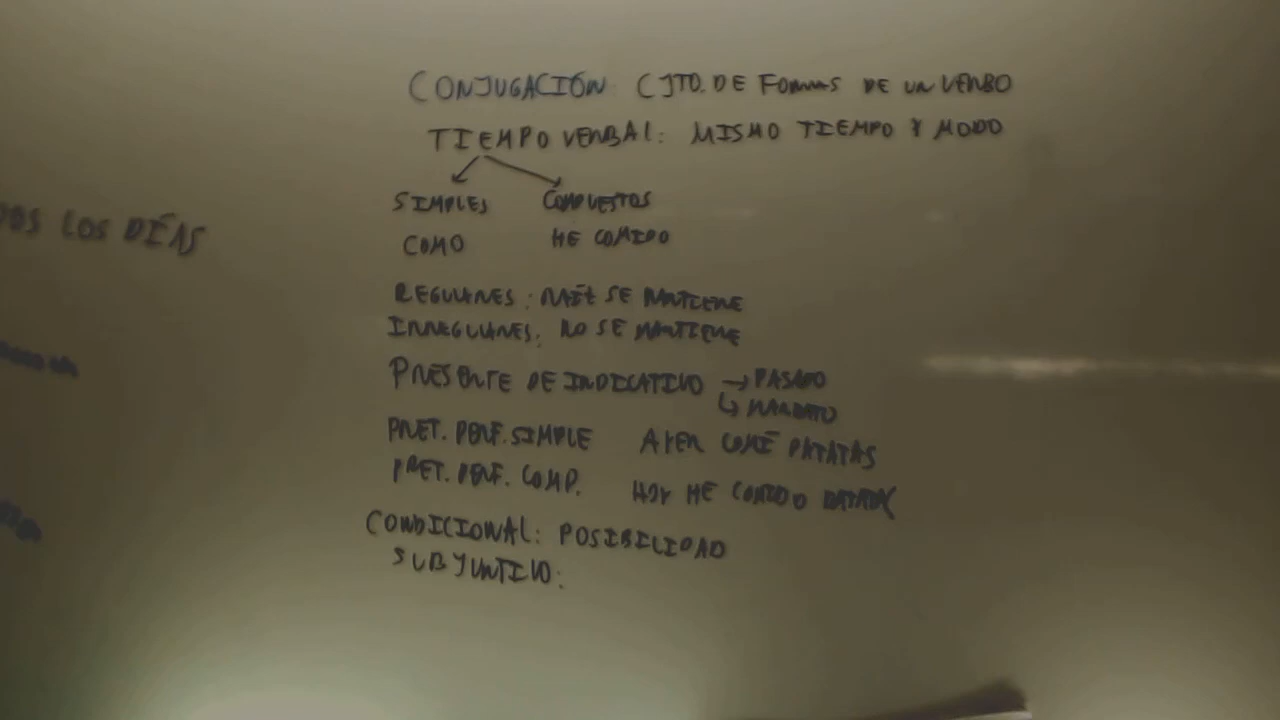 CONJUGACIÓN CJTO. DE FORMAS DE UN VERBO
TIEMPO VERBAL: MISMO TIEMPO Y MODO
SIMPLES COMPUESTOS
COMO HE COMIDO
LOS DÍAS
REGULARES: RAÍZ SE MANTIENE
IRREGULARES: NO SE MANTIENE
PRESENTE DE INDICATIVO → PASADO
↳ MANDATO
PRET. PERF. SIMPLE AYER COMÍ PATATAS
PRET. PERF. COMP. HOY HE COMIDO PATATAS
CONDICIONAL: POSIBILIDAD
SUBJUNTIVO: